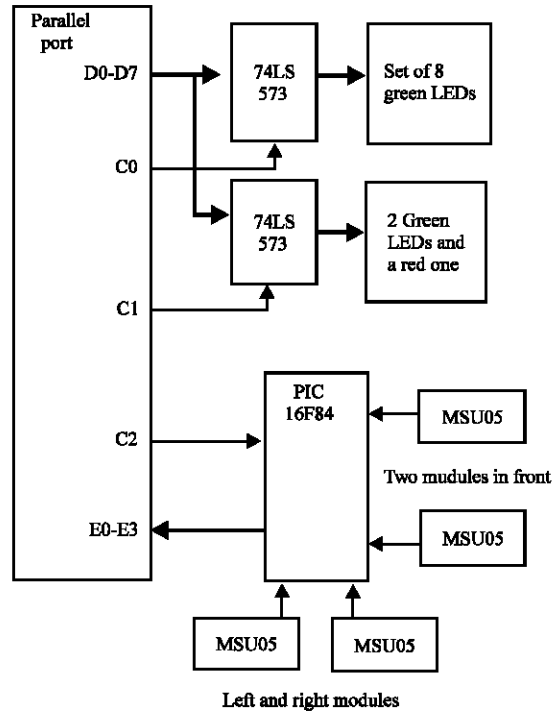 Parallel
port
D0-D7
74LS
573
Set of 8
green LEDs
C0
74LS
573
2 Green
LEDs and
a red one
C1
PIC
16F84
MSU05
C2
Two mudules in front
E0-E3
MSU05
MSU05
MSU05
Left and right modules